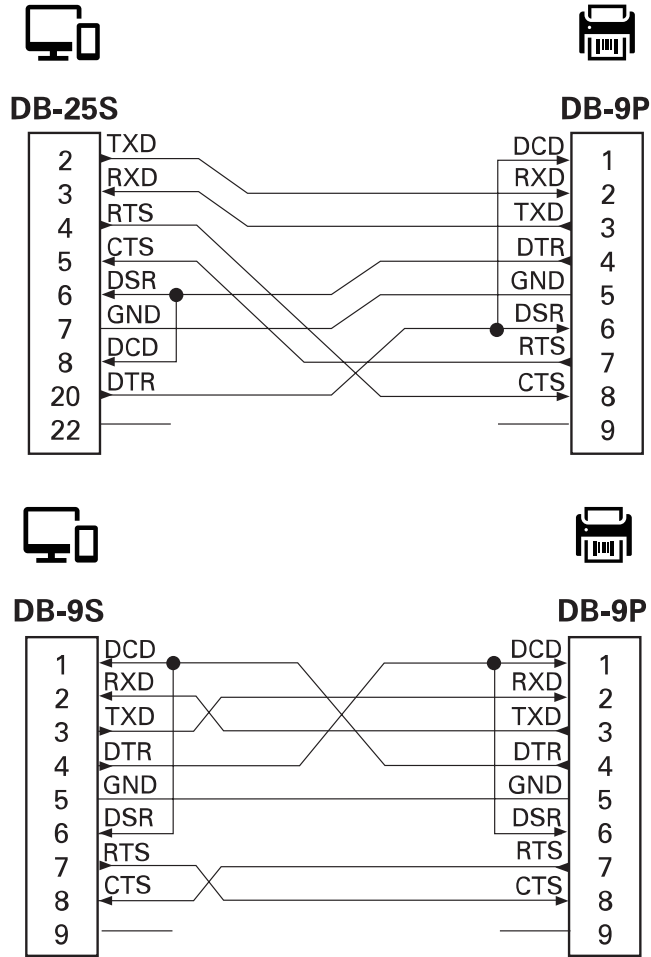 DB-25S DB-9P
TXD DCD
2 1
RXD RXD
3 2
RTS TXD
4 3
CTS DTR
5 4
DSR GND
6 5
GND DSR
7 6
DCD RTS
8 7
DTR CTS
20 8
22 9
DB-9S DB-9P
DCD DCD
1 1
RXD RXD
2 2
TXD TXD
3 3
DTR DTR
4 4
GND GND
5 5
DSR DSR
6 6
RTS RTS
7 7
CTS CTS
8 8
9 9